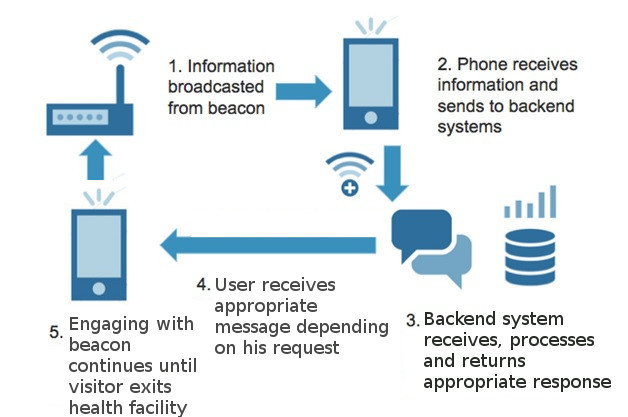 1. Information
broadcasted
from beacon
2. Phone receives
information and
sends to backend
systems
3. Backend system
receives, processes
and returns
appropriate response
4. User receives
appropriate
message depending
on his request
5. Engaging with
beacon
continues until
visitor exits
health facility